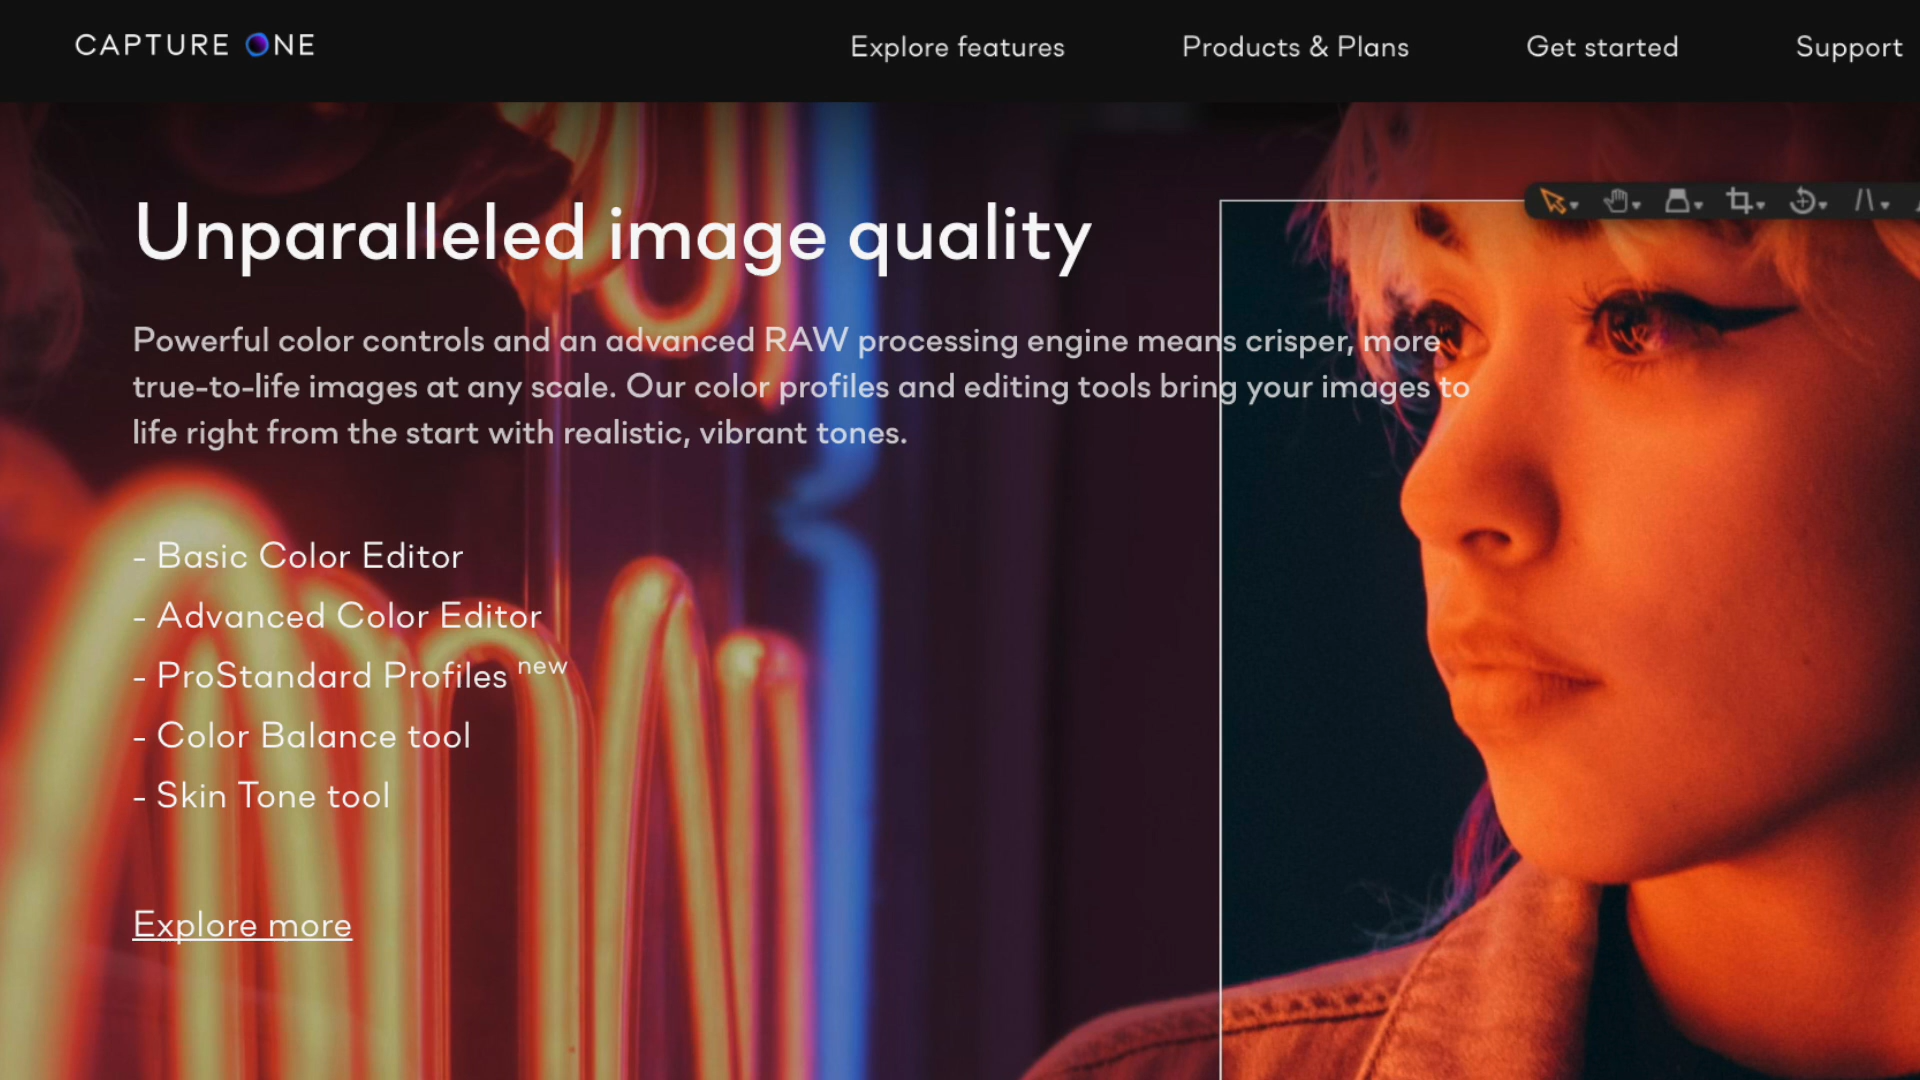 CAPTURE ONE
Explore features
Products & Plans
Get started
Support
Unparalleled image quality
Powerful color controls and an advanced RAW processing engine means crisper, more
true-to-life images at any scale. Our color profiles and editing tools bring your images to
life right from the start with realistic, vibrant tones.
- Basic Color Editor
- Advanced Color Editor
- ProStandard Profiles new
- Color Balance tool
- Skin Tone tool
Explore more